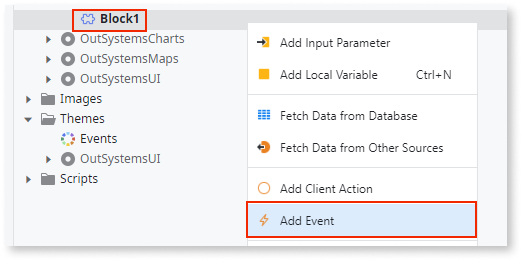 Block1
OutSystemsCharts
OutSystemsMaps
OutSystemsUI
Images
Themes
Events
OutSystemsUI
Scripts
Add Input Parameter
Add Local Variable Ctrl+N
Fetch Data from Database
Fetch Data from Other Sources
Add Client Action
Add Event